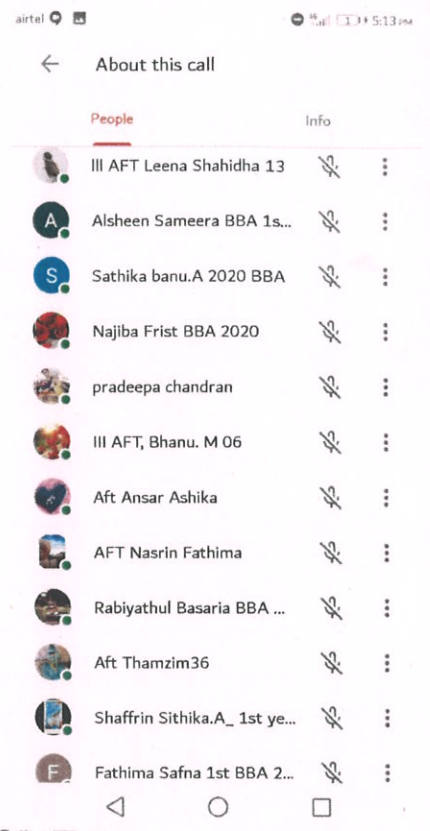 airtel 4G 1 5:13 PM
About this call
People Info
III AFT Leena Shahidha 13
A Alsheen Sameera BBA 1s...
S Sathika banu.A 2020 BBA
Najiba Frist BBA 2020
pradeepa chandran
III AFT, Bhanu. M 06
Aft Ansar Ashika
AFT Nasrin Fathima
Rabiyathul Basaria BBA ...
Aft Thamzim36
Shaffrin Sithika.A_ 1st ye...
F Fathima Safna 1st BBA 2...